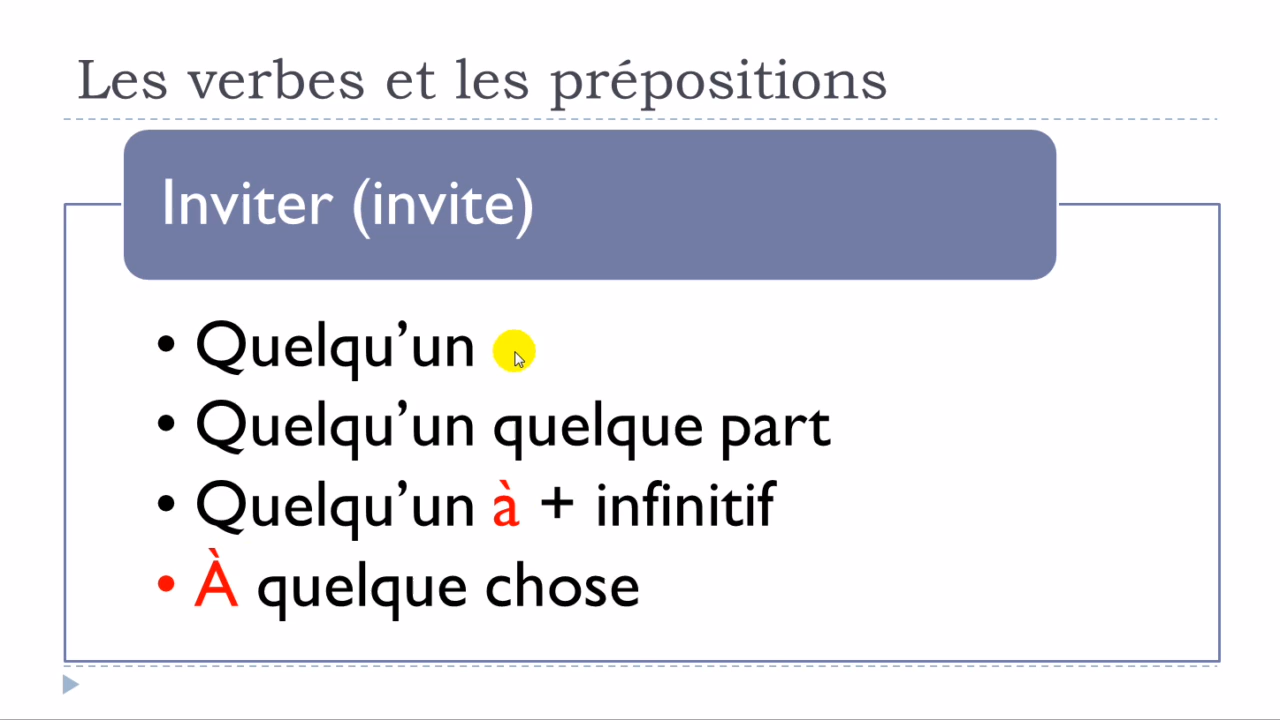 Les verbes et les prépositions
Inviter (invite)
• Quelqu’un
• Quelqu’un quelque part
• Quelqu’un à + infinitif
• À quelque chose